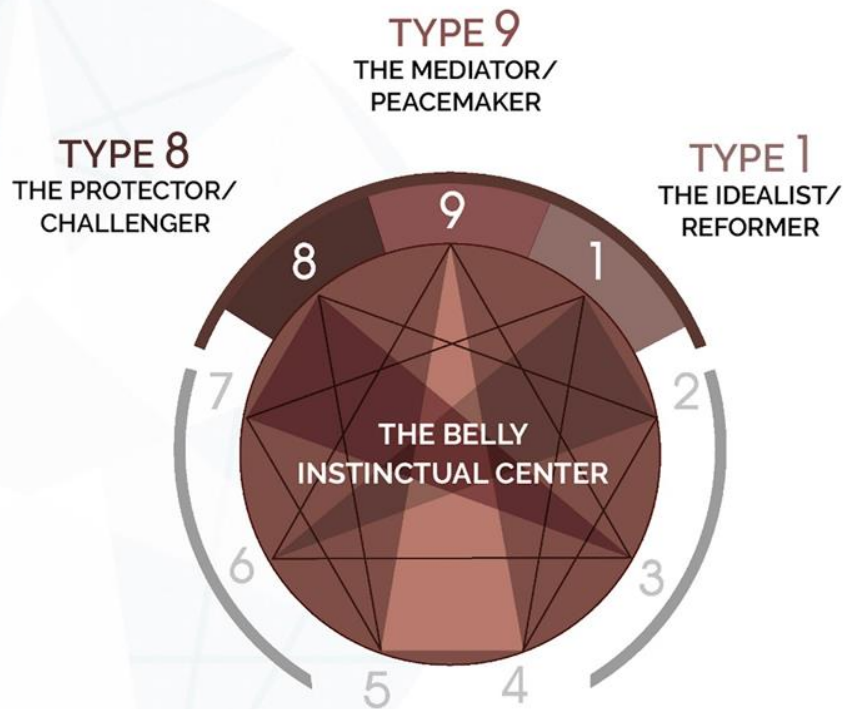 TYPE 9
THE MEDIATOR/
PEACEMAKER
TYPE 8
THE PROTECTOR/
CHALLENGER
TYPE 1
THE IDEALIST/
REFORMER
9
8
1
7
2
THE BELLY
INSTINCTUAL CENTER
6
3
5
4